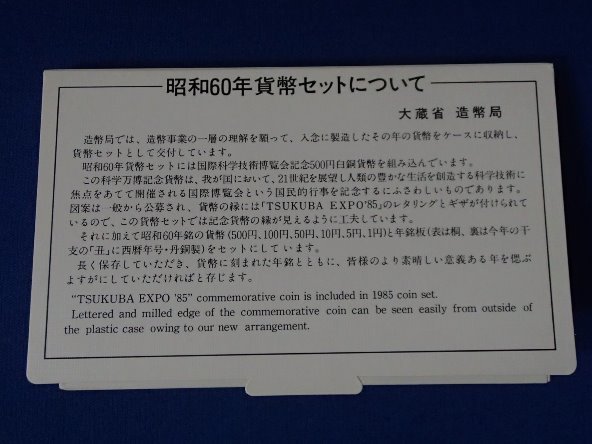 昭和60年貨幣セットについて
大蔵省 造幣局
造幣局では、造幣事業の一層の理解を願って、入念に製造したその年の貨幣をケースに収納し、
貨幣セットとして交付しています。
昭和60年貨幣セットには国際科学技術博覧会記念500円白銅貨幣を組み込んでいます。
この科学万博記念貨幣は、我が国において、21世紀を展望し人類の豊かな生活を創造する科学技術に
焦点をあてて開催される国際博覧会という国民的行事を記念するにふさわしいものであります。
図案は一般から公募され、貨幣の縁には「TSUKUBA EXPO'85」のレタリングとギザが付けられて
いるので、この貨幣セットでは記念貨幣の縁が見えるように工夫しています。
それに加えて昭和60年銘の貨幣(500円、100円、50円、10円、5円、1円)と年銘板(表は桐、裏は今年の干
支の「丑」に西暦年号・丹銅製)をセットにしています。
長く保存していただき、貨幣に刻まれた年銘とともに、皆様のより素晴しい意義ある年を偲ぶ
よすがにしていただければと存じます。
"TSUKUBA EXPO '85" commemorative coin is included in 1985 coin set.
Lettered and milled edge of the commemorative coin can be seen easily from outside of
the plastic case owing to our new arrangement.